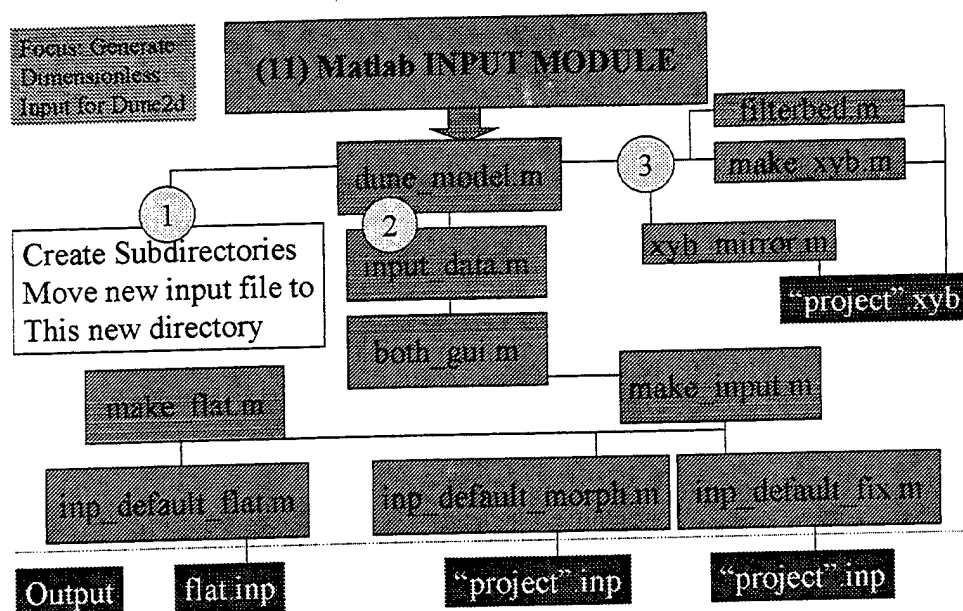 Focus: Generate
Dimensionless
Input for Dune2d
(11) Matlab INPUT MODULE
filterbed.m
make_xyb.m
dune_model.m
3
1
2
Create Subdirectories
Move new input file to
This new directory
input_data.m
xyb_mirror.m
"project" xyb
both_gui.m
make_input.m
make_flat.m
inp_default_flat.m
inp_default_morph.m
inp_default_fix.m
Output
flat.inp
"project".inp
"project".inp